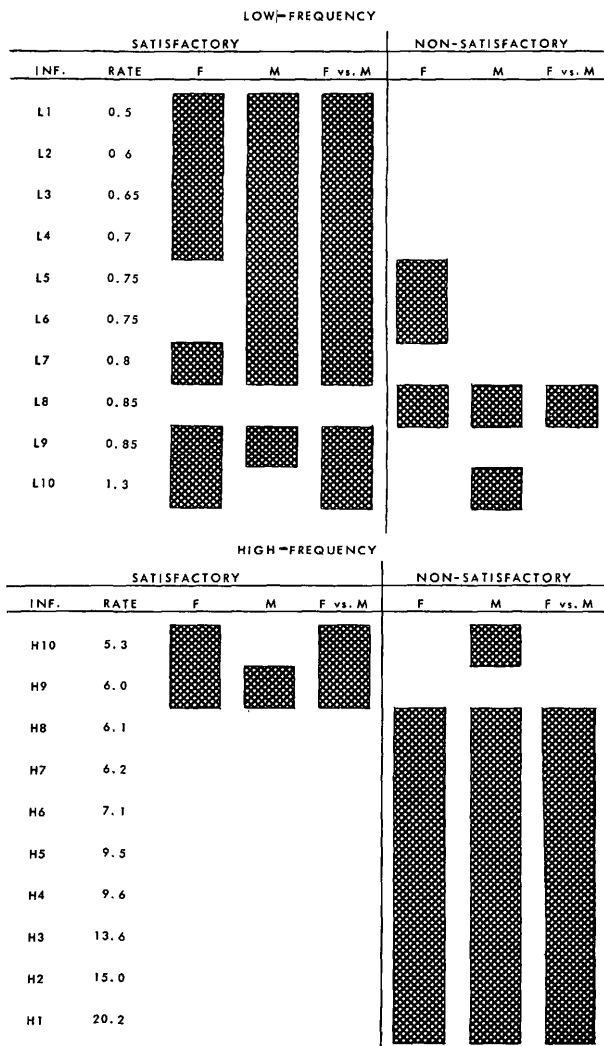 LOW-FREQUENCY
SATISFACTORY NON-SATISFACTORY
INF. RATE F M F vs. M F M F vs. M
L1 0.5
L2 0 6
L3 0.65
L4 0.7
L5 0.75
L6 0.75
L7 0.8
L8 0.85
L9 0.85
L10 1.3
HIGH-FREQUENCY
SATISFACTORY NON-SATISFACTORY
INF. RATE F M F vs. M F M F vs. M
H10 5.3
H9 6.0
H8 6.1
H7 6.2
H6 7.1
H5 9.5
H4 9.6
H3 13.6
H2 15.0
H1 20.2